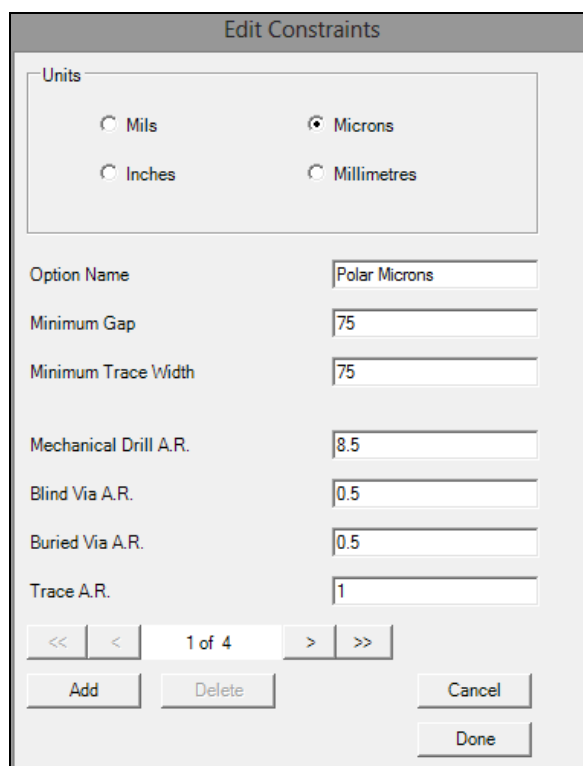 Edit Constraints
Units
Mils
Microns
Inches
Millimetres
Option Name
Polar Microns
Minimum Gap
75
Minimum Trace Width
75
Mechanical Drill A.R.
8.5
Blind Via A.R.
0.5
Buried Via A.R.
0.5
Trace A.R.
1
<< < 1 of 4 > >>
Add Delete Cancel
Done